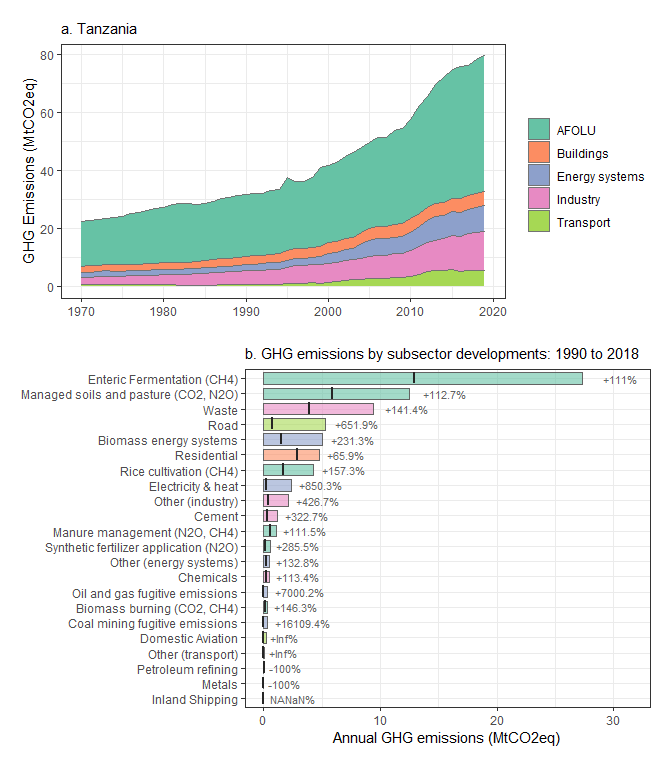 a. Tanzania
GHG Emissions (MtCO2eq)
80
60
40
20
0
1970
1980
1990
2000
2010
2020
AFOLU
Buildings
Energy systems
Industry
Transport
b. GHG emissions by subsector developments: 1990 to 2018
Enteric Fermentation (CH4) +111%
Managed soils and pasture (CO2, N2O) +112.7%
Waste +141.4%
Road +651.9%
Biomass energy systems +231.3%
Residential +65.9%
Rice cultivation (CH4) +157.3%
Electricity & heat +850.3%
Other (industry) +426.7%
Cement +322.7%
Manure management (N2O, CH4) +111.5%
Synthetic fertilizer application (N2O) +285.5%
Other (energy systems) +132.8%
Chemicals +113.4%
Oil and gas fugitive emissions +7000.2%
Biomass burning (CO2, CH4) +146.3%
Coal mining fugitive emissions +16109.4%
Domestic Aviation +Inf%
Other (transport) +Inf%
Petroleum refining -100%
Metals -100%
Inland Shipping NANaN%
0
10
20
30
Annual GHG emissions (MtCO2eq)